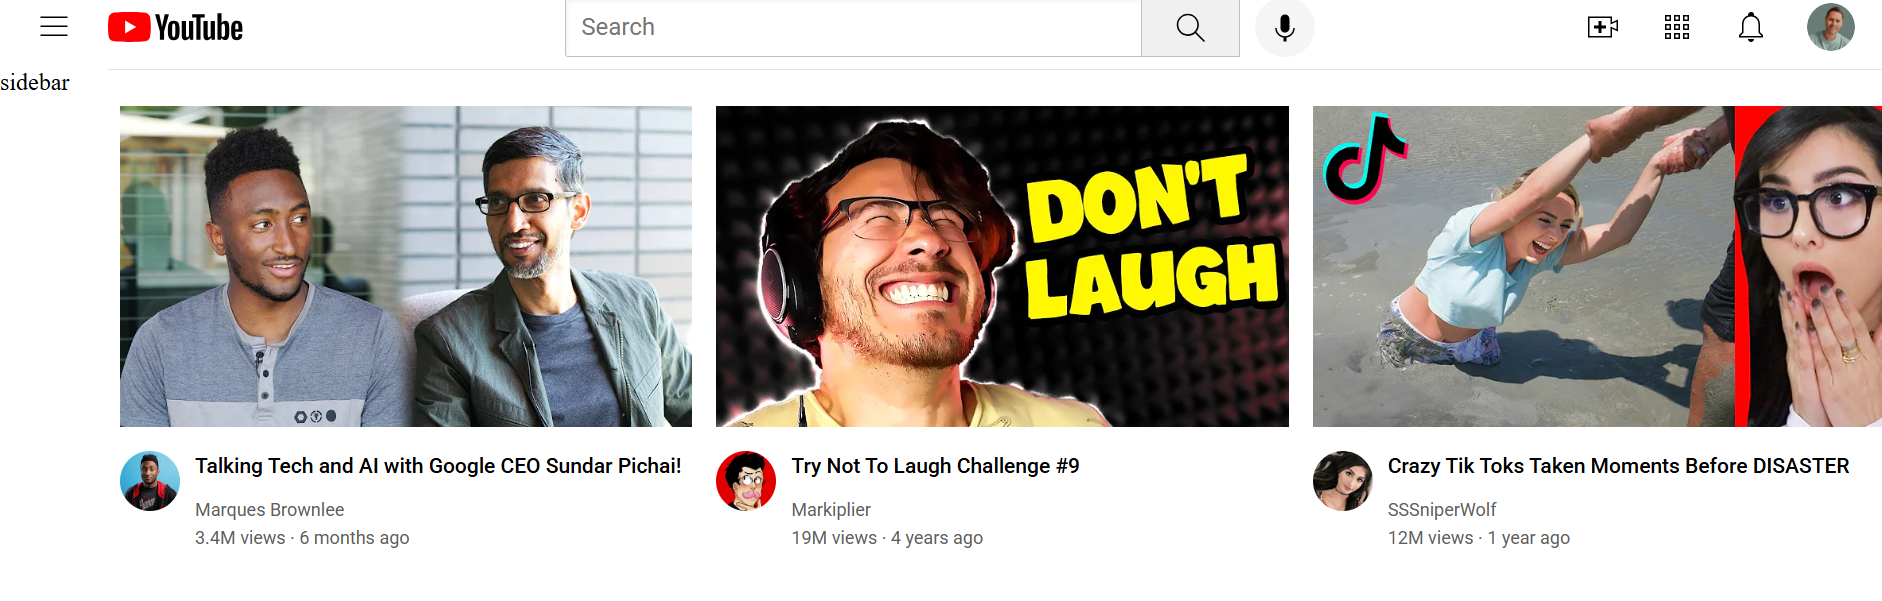 YouTube
Search
sidebar
DON'T
LAUGH
Talking Tech and AI with Google CEO Sundar Pichai!
Marques Brownlee
3.4M views · 6 months ago
Try Not To Laugh Challenge #9
Markiplier
19M views · 4 years ago
Crazy Tik Toks Taken Moments Before DISASTER
SSSniperWolf
12M views · 1 year ago